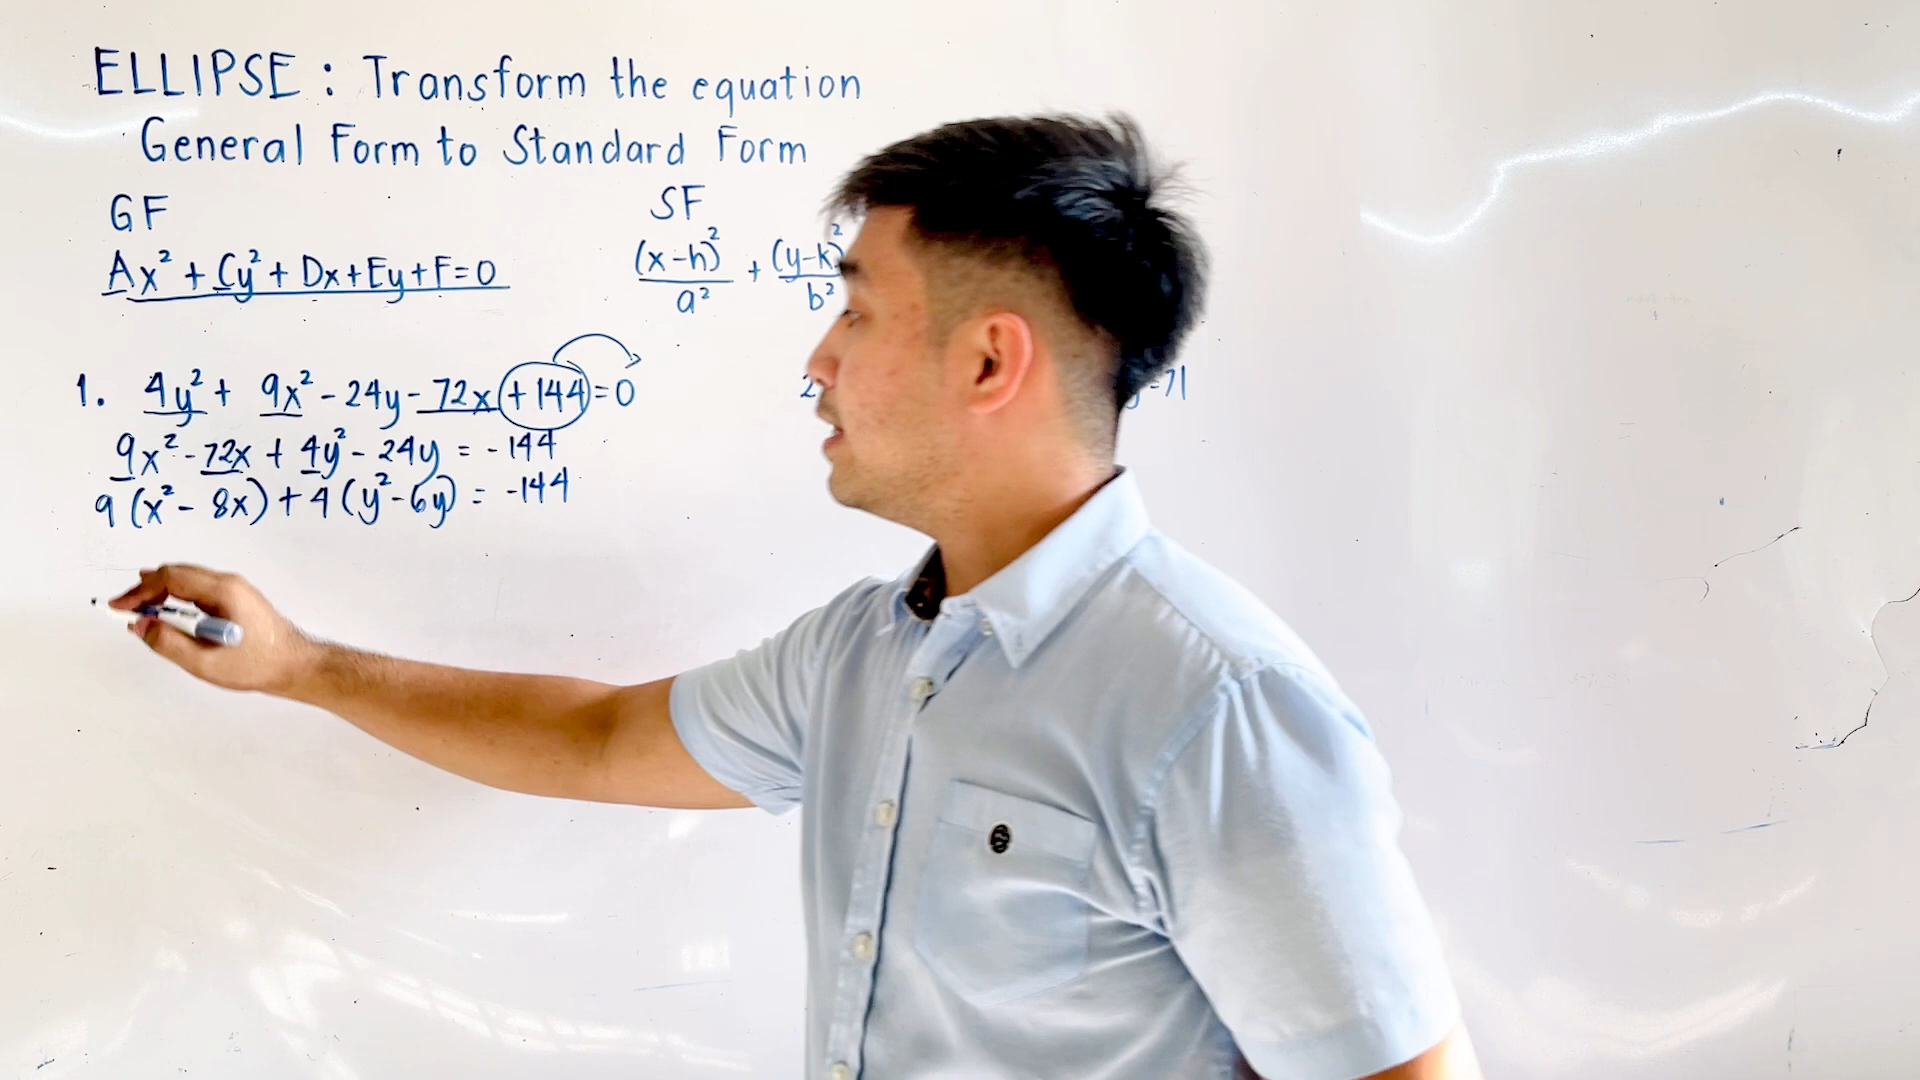 ELLIPSE : Transform the equation
General Form to Standard Form
GF
Ax² + Cy² + Dx + Ey + F = 0
SF
(x-h)²/a² + (y-k)²/b²
1. 4y² + 9x² - 24y - 72x + 144 = 0
9x² - 72x + 4y² - 24y = -144
9(x² - 8x) + 4(y² - 6y) = -144
2
=71